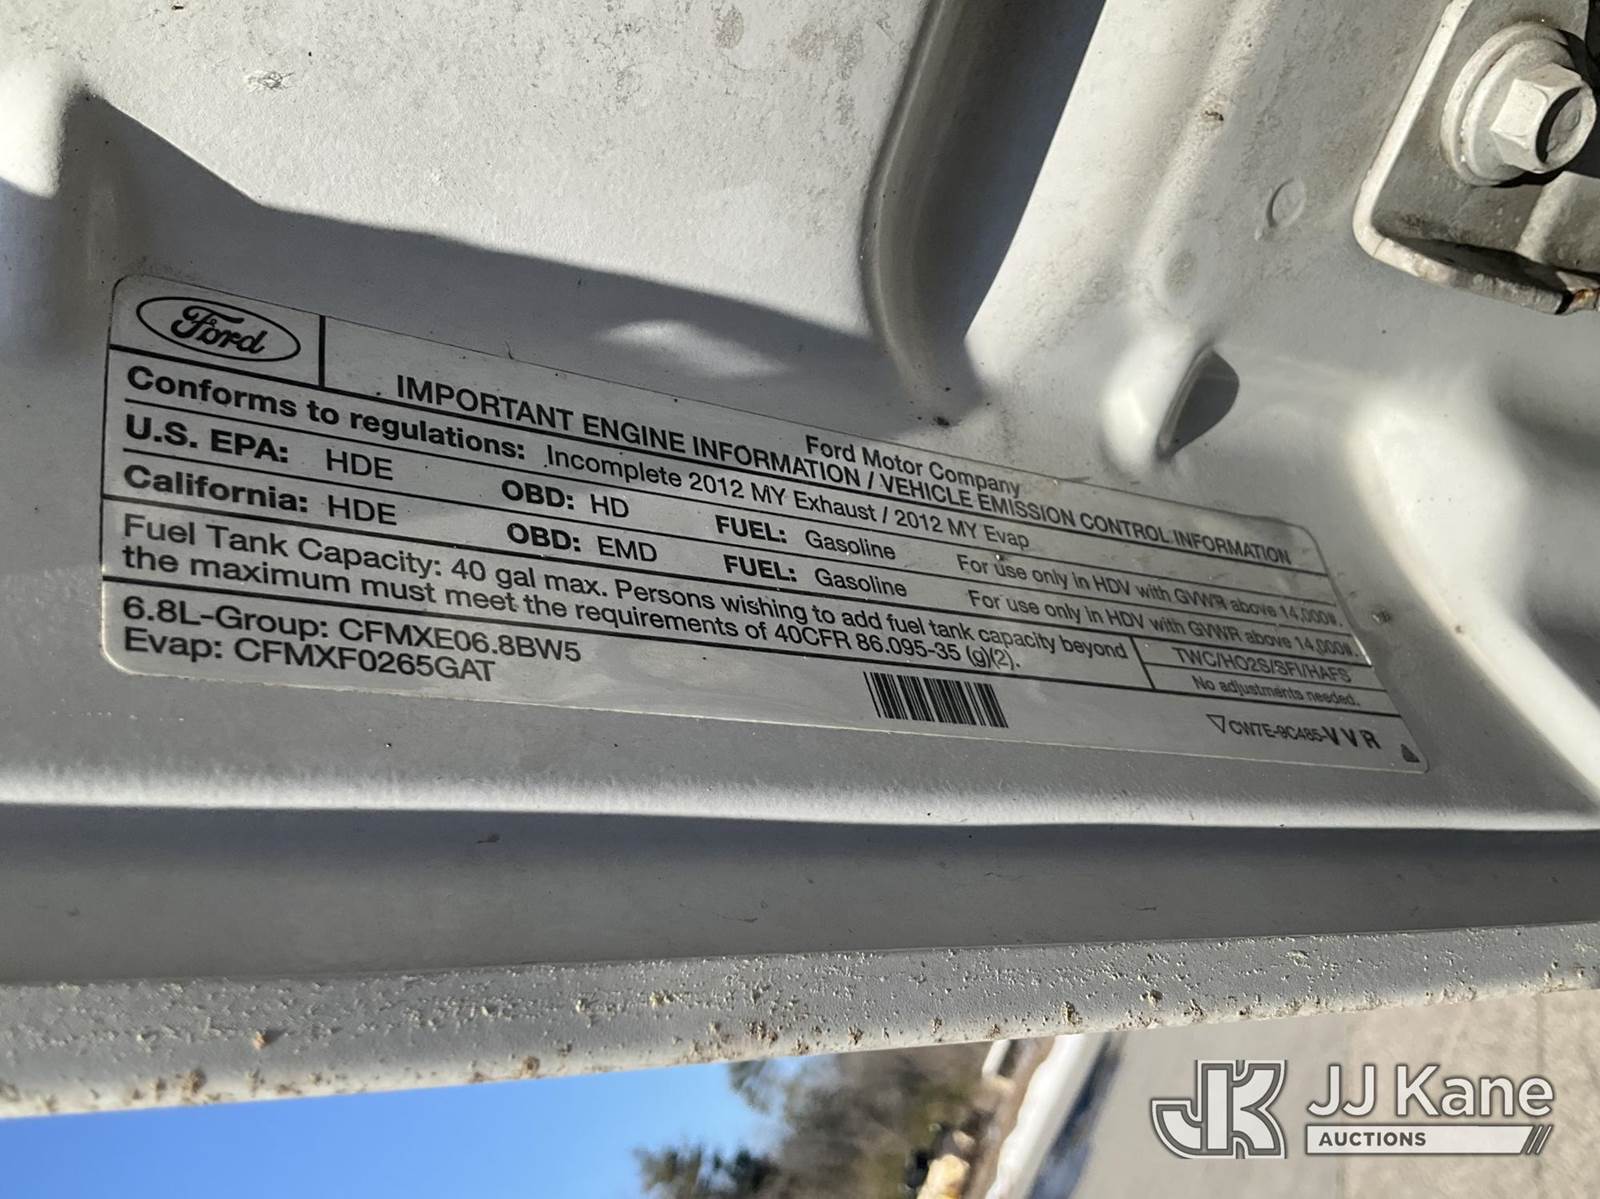 Ford
Ford Motor Company
IMPORTANT ENGINE INFORMATION / VEHICLE EMISSION CONTROL INFORMATION
Conforms to regulations: Incomplete 2012 MY Exhaust / 2012 MY Evap
U.S. EPA: HDE OBD: HD FUEL: Gasoline For use only in HDV with GVWR above 14,000#.
California: HDE OBD: EMD FUEL: Gasoline For use only in HDV with GVWR above 14,000#.
Fuel Tank Capacity: 40 gal max. Persons wishing to add fuel tank capacity beyond
the maximum must meet the requirements of 40CFR 86.095-35 (g)(2).
TWC/HO2S/SFI/HAFS
No adjustments needed.
6.8L-Group: CFMXE06.8BW5
Evap: CFMXF0265GAT
CW7E-9C485-VVR
JK JJ Kane
AUCTIONS